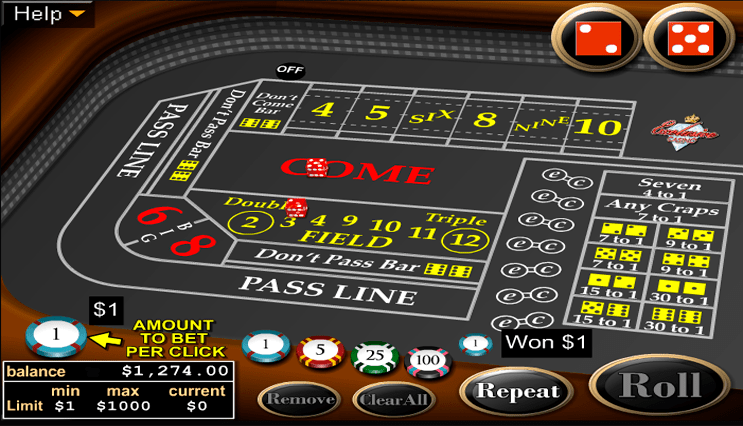 Help
OFF
PASS LINE
Don't Pass Bar
Don't
Come
Bar
4 5 SIX 8 NINE 10
COME
CASINO
Double
Triple
2 3 4 9 10 11 12
FIELD
Don't Pass Bar
PASS LINE
6 8
BIG
e-c
e-c
e-c
e-c
e-c
e-c
e-c
e-c
Seven
4 to 1
Any Craps
7 to 1
7 to 1 9 to 1
7 to 1 9 to 1
15 to 1 30 to 1
15 to 1 30 to 1
1
$1
AMOUNT
TO BET
PER CLICK
1 5 25 100 1
Won $1
balance $1,274.00
min max current
Limit $1 $1000 $0
Remove
ClearAll
Repeat
Roll